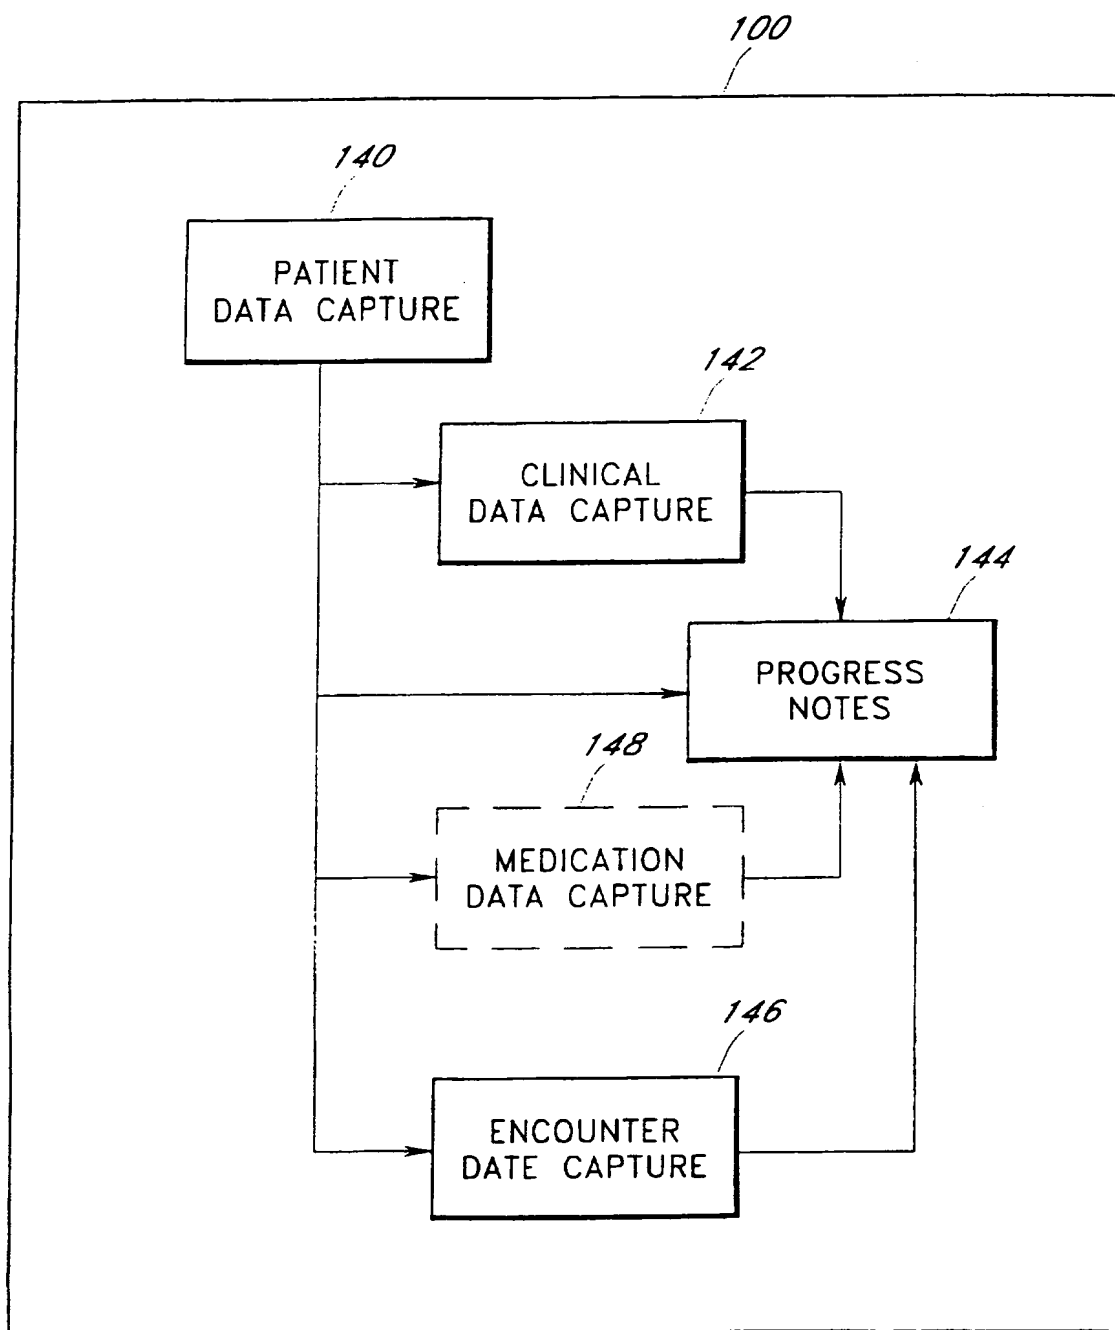 100
140
PATIENT
DATA CAPTURE
142
CLINICAL
DATA CAPTURE
144
PROGRESS
NOTES
148
MEDICATION
DATA CAPTURE
146
ENCOUNTER
DATE CAPTURE